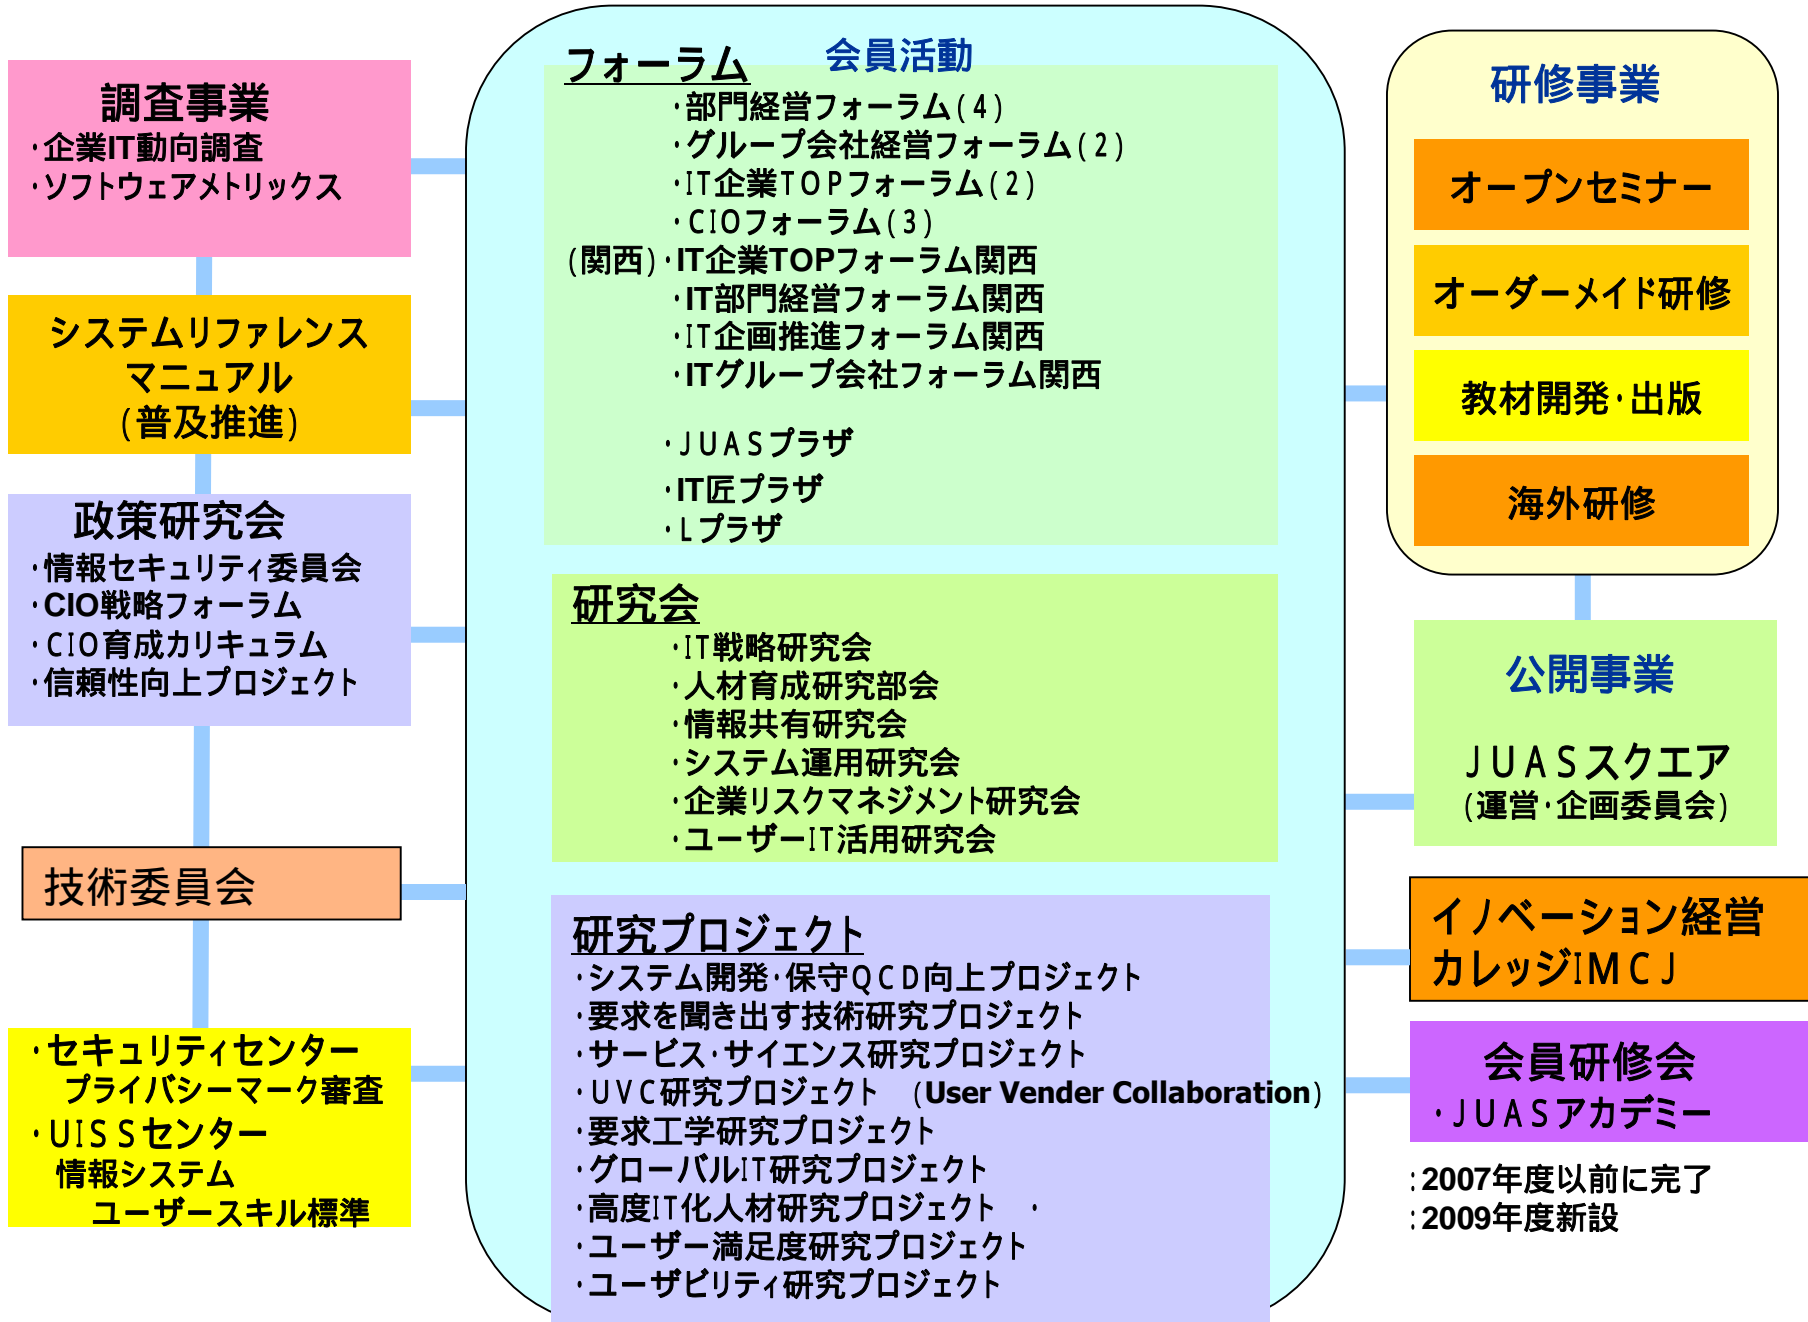 調査事業
・企業IT動向調査
・ソフトウェアメトリックス
システムリファレンス
マニュアル
(普及推進)
政策研究会
・情報セキュリティ委員会
・CIO戦略フォーラム
・CIO育成カリキュラム
・信頼性向上プロジェクト
技術委員会
・セキュリティセンター
プライバシーマーク審査
・UISSセンター
情報システム
ユーザースキル標準
会員活動
フォーラム
・部門経営フォーラム(4)
・グループ会社経営フォーラム(2)
・IT企業TOPフォーラム(2)
・CIOフォーラム(3)
(関西)・IT企業TOPフォーラム関西
・IT部門経営フォーラム関西
・IT企画推進フォーラム関西
・ITグループ会社フォーラム関西
・JUASプラザ
・IT匠プラザ
・Lプラザ
研究会
・IT戦略研究会
・人材育成研究部会
・情報共有研究会
・システム運用研究会
・企業リスクマネジメント研究会
・ユーザーIT活用研究会
研究プロジェクト
・システム開発・保守QCD向上プロジェクト
・要求を聞き出す技術研究プロジェクト
・サービス・サイエンス研究プロジェクト
・UVC研究プロジェクト (User Vender Collaboration)
・要求工学研究プロジェクト
・グローバルIT研究プロジェクト
・高度IT化人材研究プロジェクト ・
・ユーザー満足度研究プロジェクト
・ユーザビリティ研究プロジェクト
研修事業
オープンセミナー
オーダーメイド研修
教材開発・出版
海外研修
公開事業
JUASスクエア
(運営・企画委員会)
イノベーション経営
カレッジIMCJ
会員研修会
・JUASアカデミー
:2007年度以前に完了
:2009年度新設